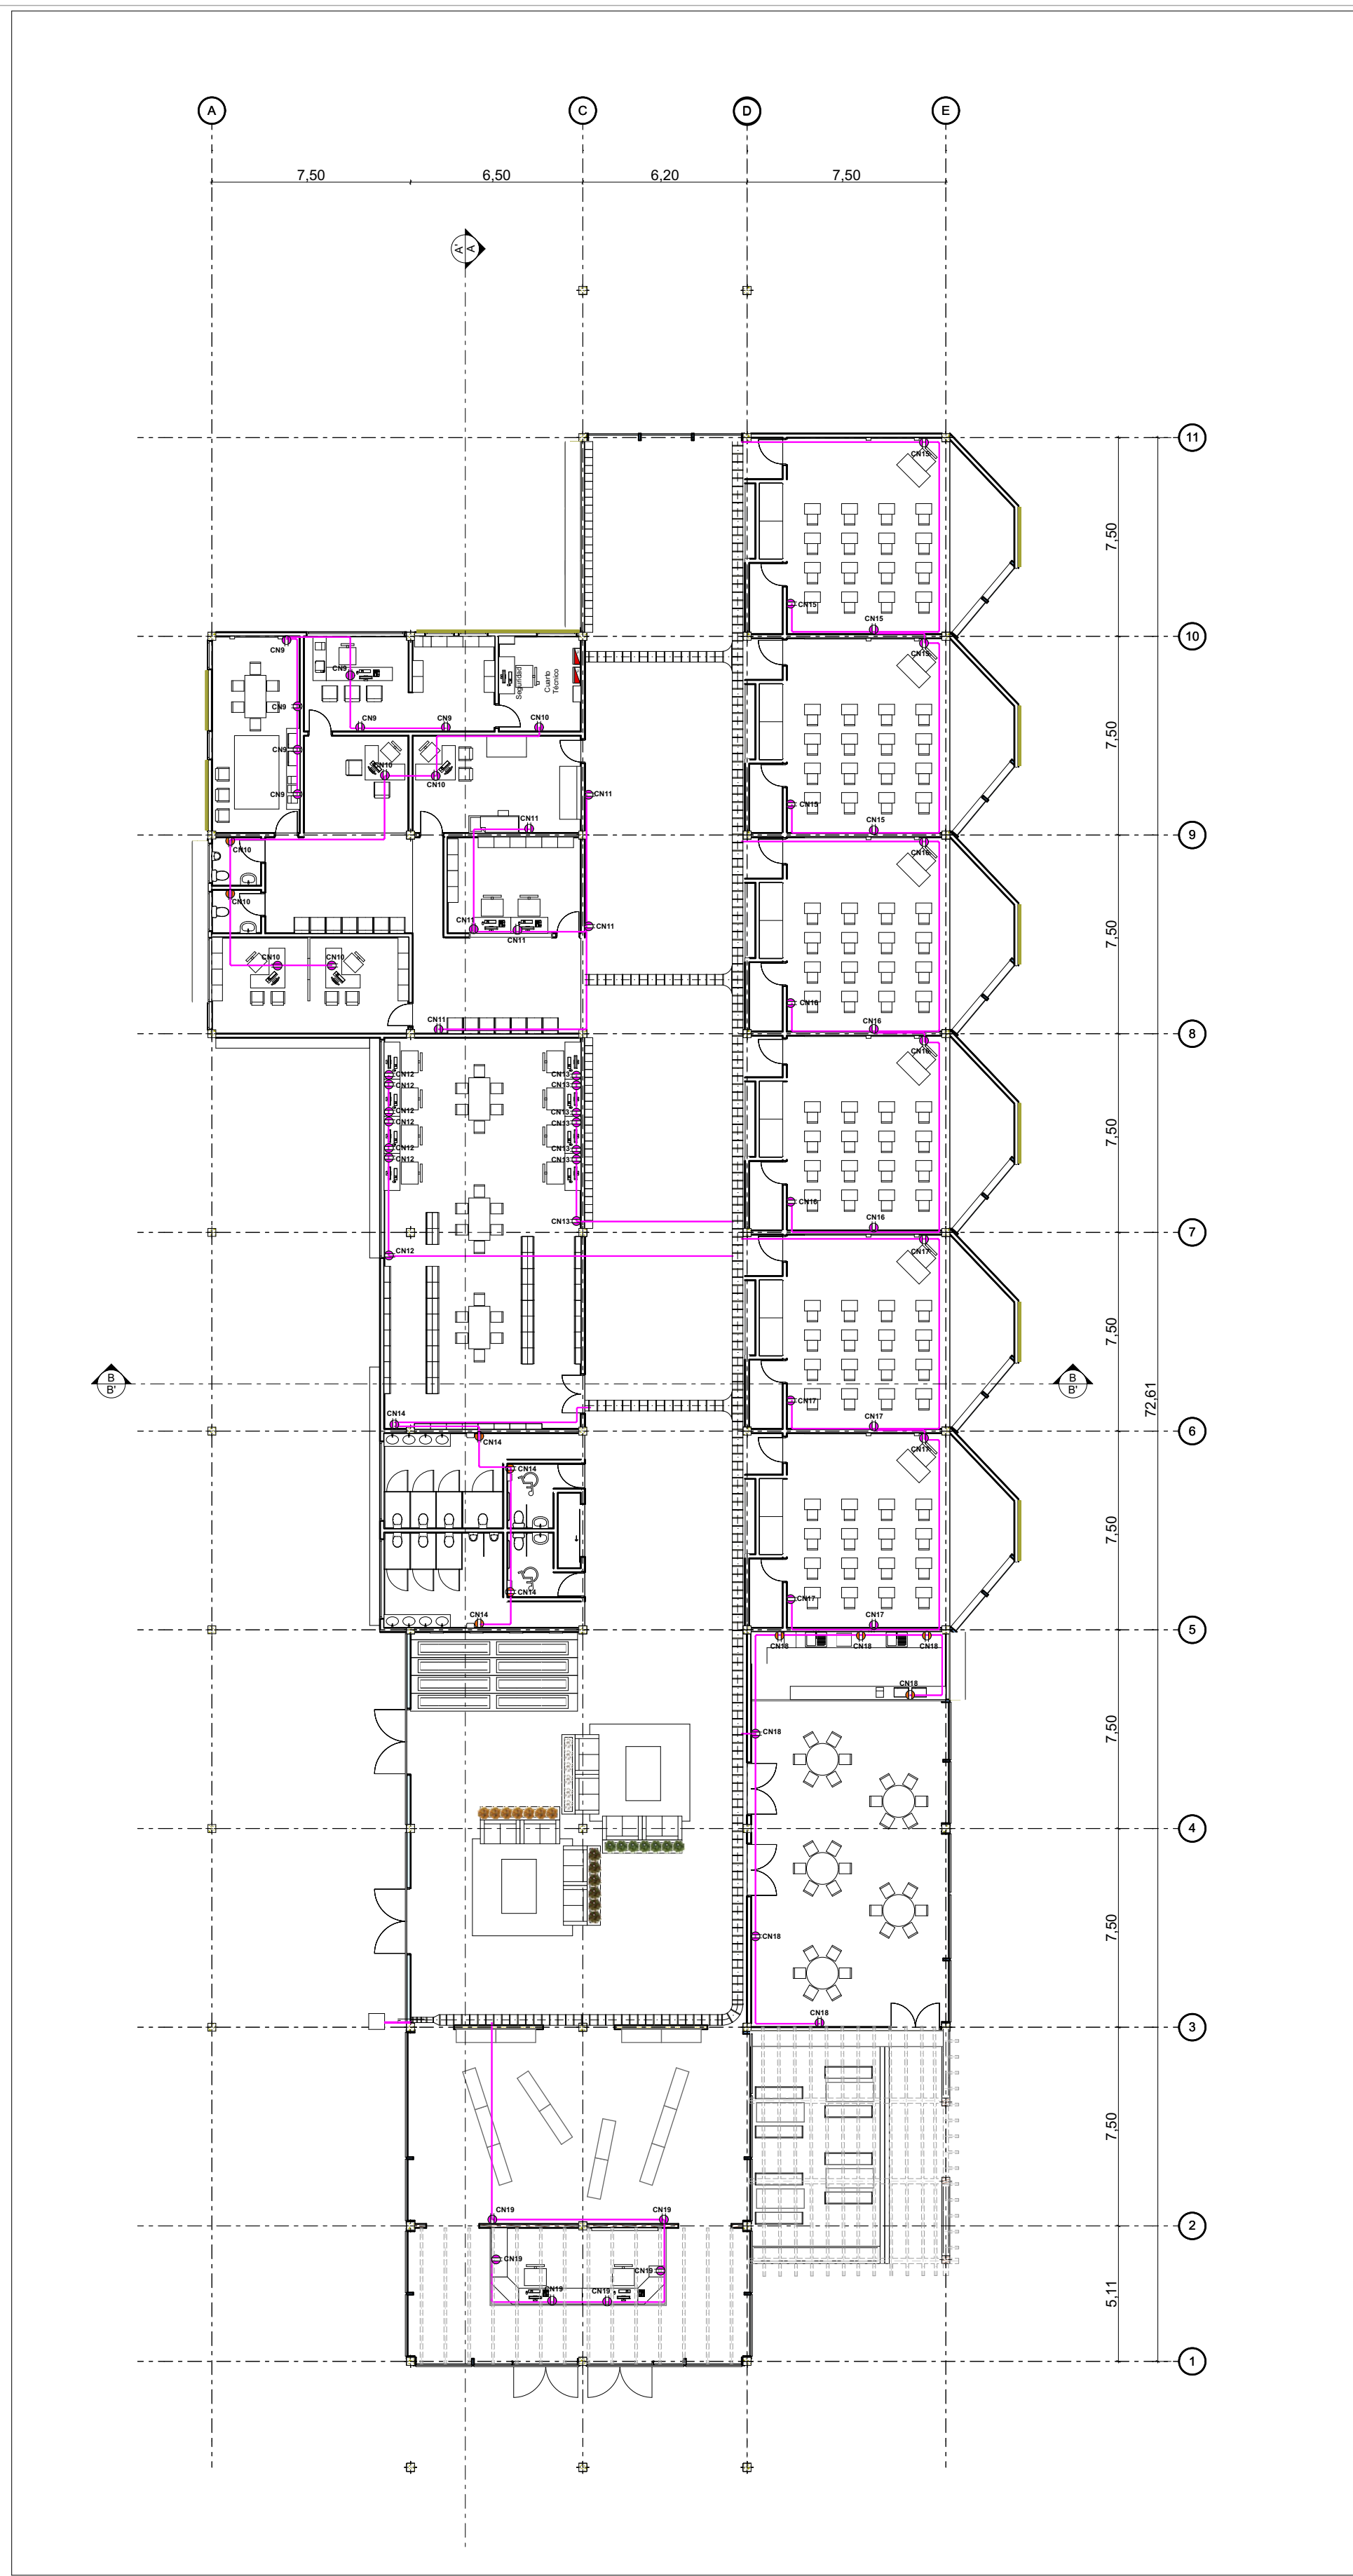 A
C
D
E
7,50
6,50
6,20
7,50
A'
A
11
CN15
7,50
CN15
CN15
10
CN9
CN15
CN9
Seguridad
Cuarto
Técnico
CN9
CN9
CN9
CN10
7,50
CN9
CN10
CN10
CN9
CN11
CN15
CN11
CN15
9
CN10
CN16
CN10
CN11
CN11
CN11
7,50
CN10
CN10
CN16
CN11
CN16
8
CN16
CN12
CN13
CN12
CN13
CN12
CN13
CN12
CN13
CN12
CN13
CN12
CN13
7,50
CN16
CN13
CN16
7
CN12
CN17
7,50
B
B'
B
B'
72,61
CN17
CN14
CN17
6
CN14
CN17
CN14
7,50
CN14
CN17
CN14
CN17
5
CN18
CN18
CN18
CN18
CN18
7,50
4
CN18
7,50
CN18
3
7,50
CN19
CN19
2
CN19
CN19
CN19
CN19
5,11
1